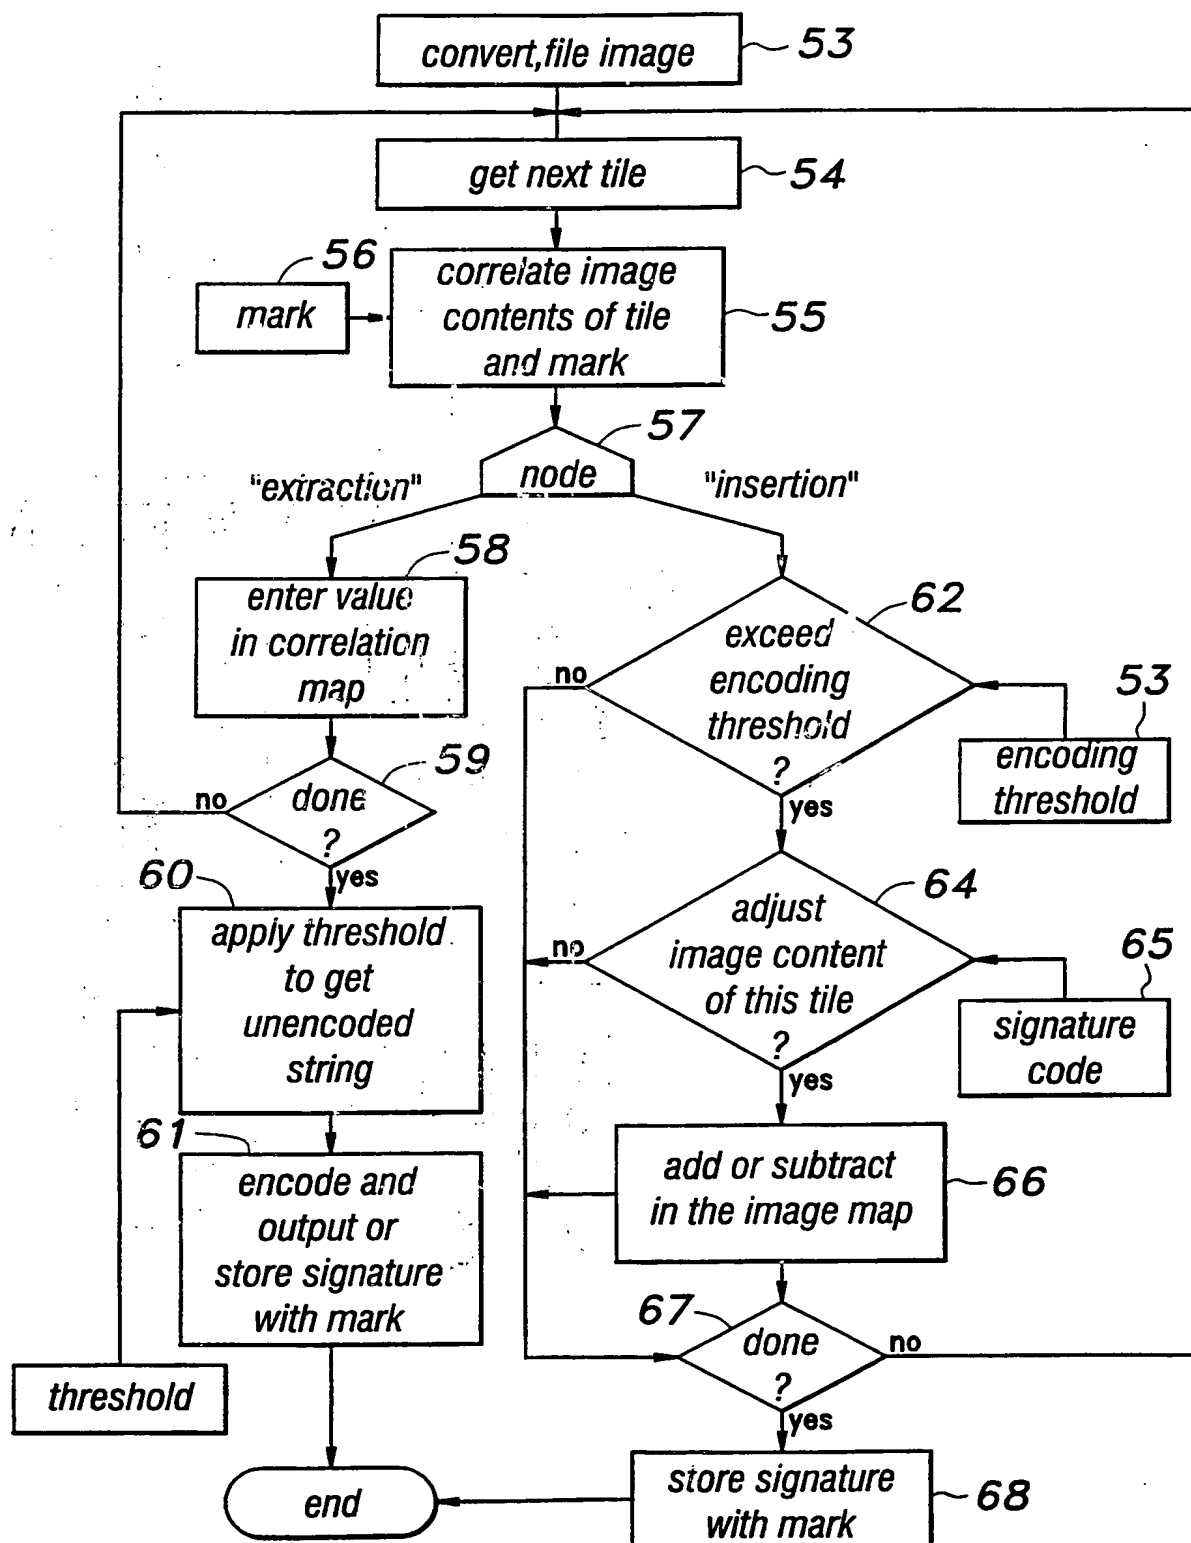 convert,file image
53
get next tile
54
56
mark
correlate image
contents of tile
and mark
55
57
node
"extraction"
"insertion"
58
enter value
in correlation
map
59
done
?
no
yes
60
apply threshold
to get
unencoded
string
61
encode and
output or
store signature
with mark
threshold
end
62
exceed
encoding
threshold
?
no
yes
53
encoding
threshold
64
adjust
image content
of this tile
?
no
yes
65
signature
code
add or subtract
in the image map
66
67
done
?
no
yes
store signature
with mark
68